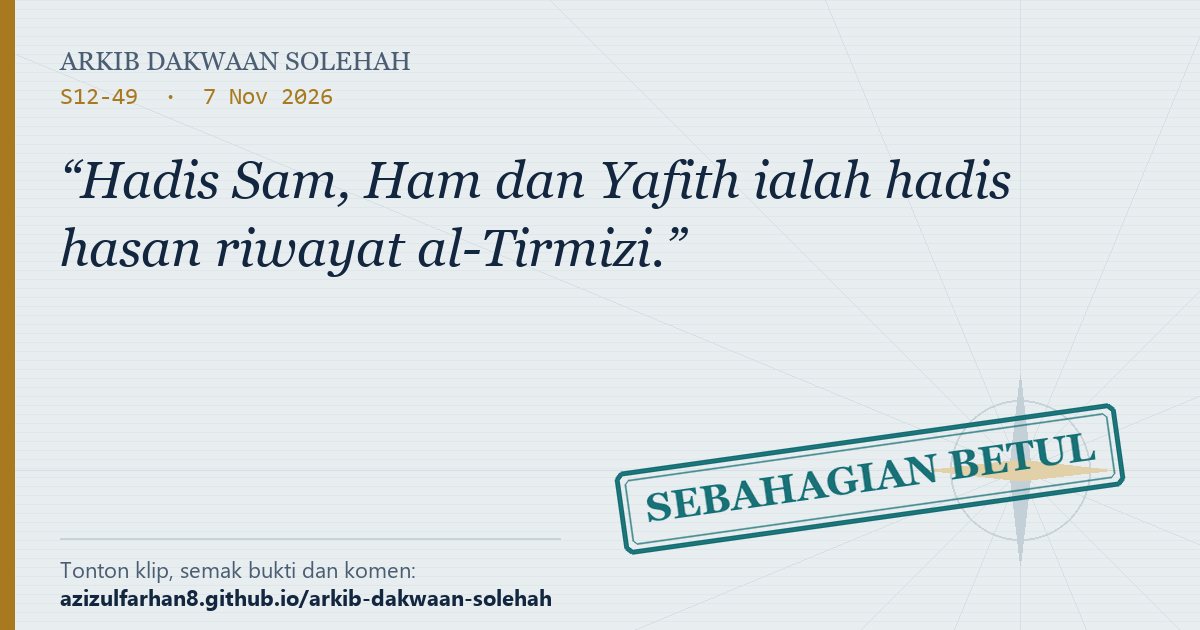 ARKIB DAKWAAN SOLEHAH
S12-49 · 7 Nov 2026
“Hadis Sam, Ham dan Yafith ialah hadis
hasan riwayat al-Tirmizi.”
SEBAHAGIAN BETUL
Tonton klip, semak bukti dan komen:
azizulfarhan8.github.io/arkib-dakwaan-solehah